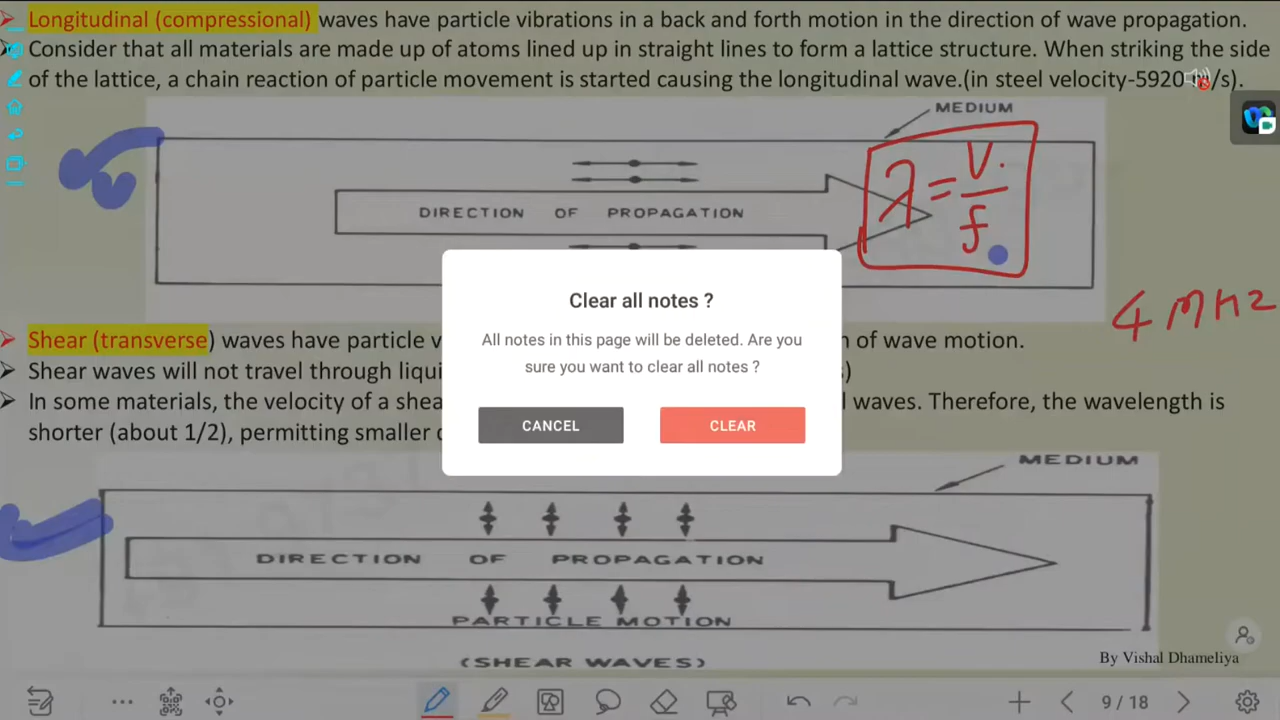 Longitudinal (compressional) waves have particle vibrations in a back and forth motion in the direction of wave propagation.
Consider that all materials are made up of atoms lined up in straight lines to form a lattice structure. When striking the side
of the lattice, a chain reaction of particle movement is started causing the longitudinal wave.(in steel velocity-5920 m/s).
MEDIUM
λ = V. / f
DIRECTION OF PROPAGATION
4 MHz
Clear all notes ?
All notes in this page will be deleted. Are you
sure you want to clear all notes ?
CANCEL CLEAR
Shear (transverse) waves have particle v of wave motion.
Shear waves will not travel through liqui
In some materials, the velocity of a shea waves. Therefore, the wavelength is
shorter (about 1/2), permitting smaller
MEDIUM
DIRECTION OF PROPAGATION
PARTICLE MOTION
(SHEAR WAVES)
By Vishal Dhameliya
9 / 18